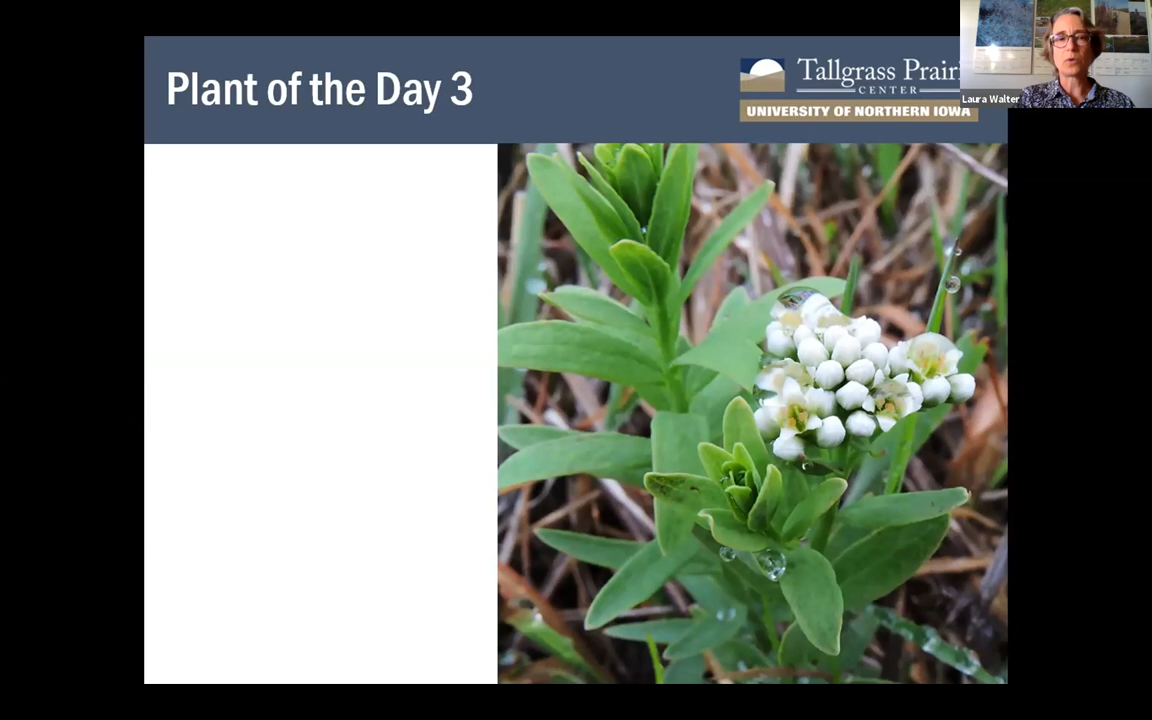 Plant of the Day 3
Tallgrass Prairi
CENTER
UNIVERSITY OF NORTHERN IOWA
Laura Walter